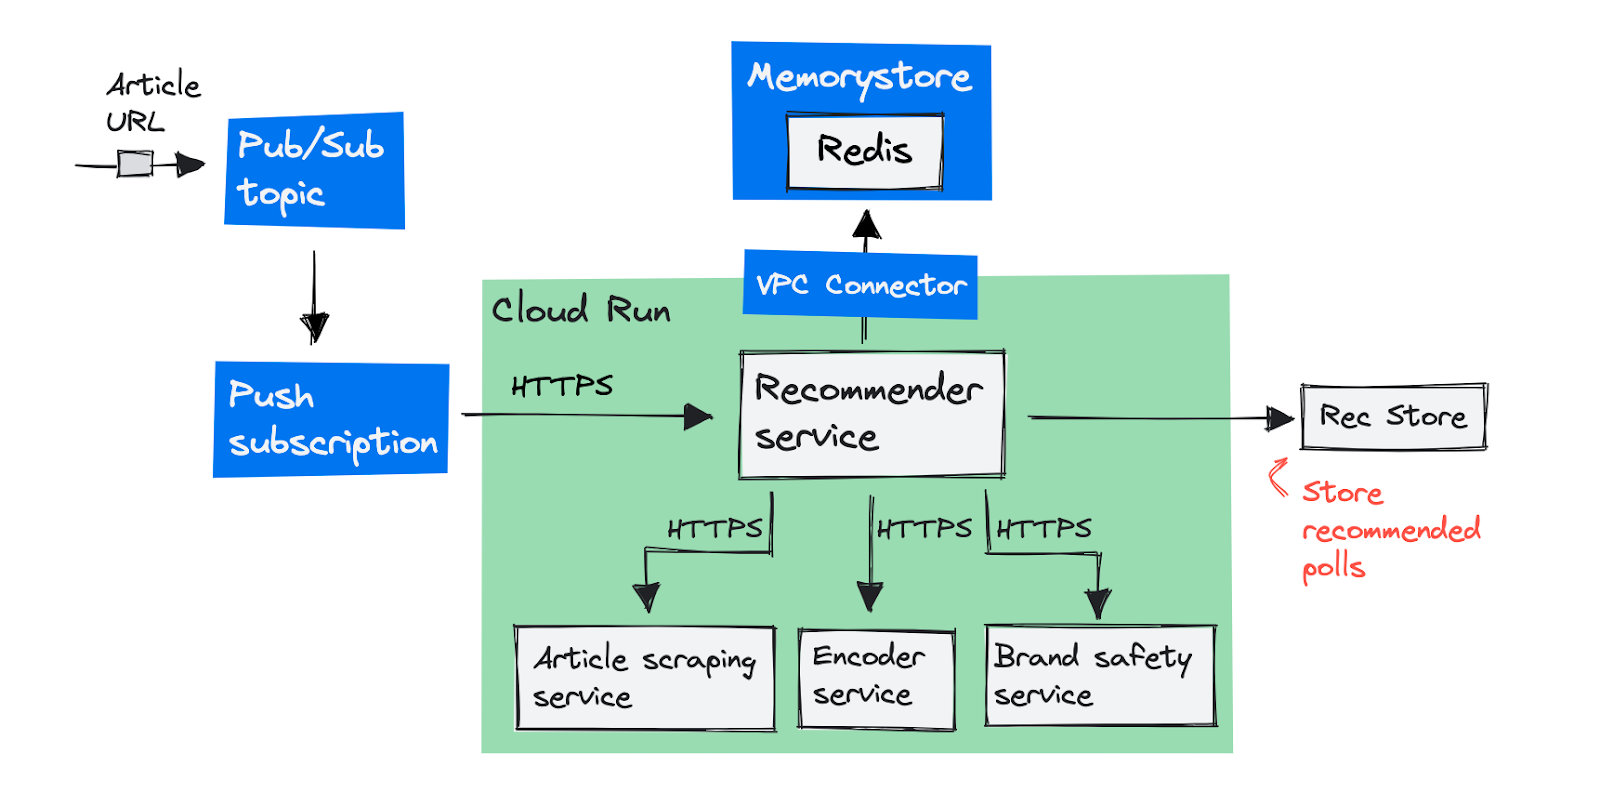 Article
URL
Pub/Sub
topic
Memorystore
Redis
VPC Connector
Cloud Run
Push
subscription
HTTPS
Recommender
service
Rec Store
Store
recommended
polls
HTTPS
HTTPS
HTTPS
Article scraping
service
Encoder
service
Brand safety
service